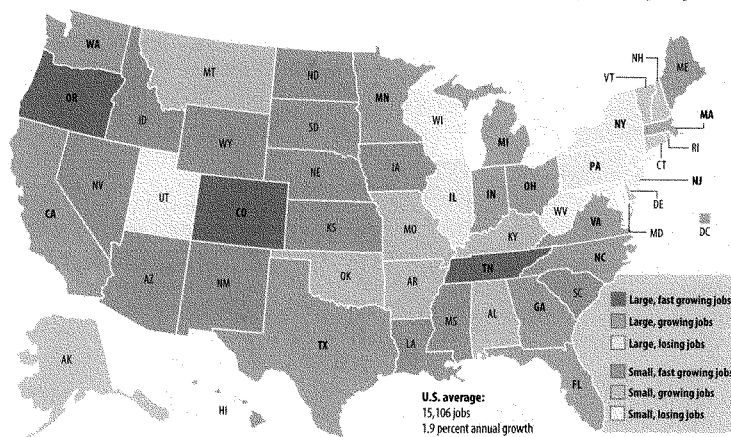 WA
OR
CA
NV
ID
MT
WY
UT
CO
AZ
NM
ND
SD
NE
KS
OK
TX
MN
IA
MO
AR
LA
WI
IL
MI
IN
OH
KY
TN
MS
AL
GA
FL
SC
NC
VA
WV
PA
NY
VT
NH
ME
MA
RI
CT
NJ
DE
MD
DC
AK
HI
Large, fast growing jobs
Large, growing jobs
Large, losing jobs
Small, fast growing jobs
Small, growing jobs
Small, losing jobs
U.S. average:
15,106 jobs
1.9 percent annual growth